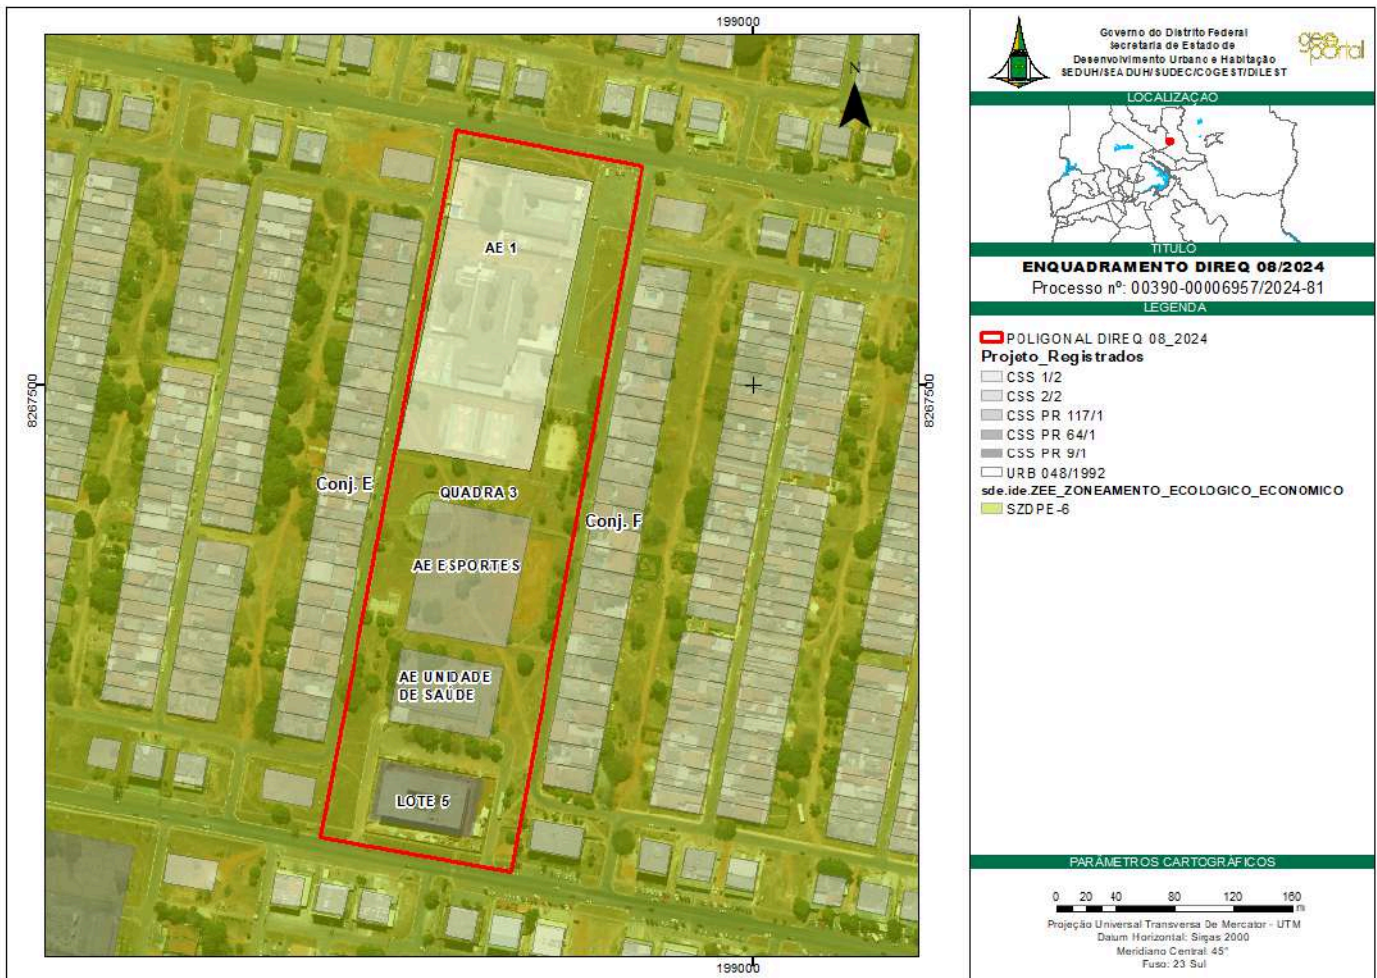 199000
8267500
8267500
N
AE 1
Conj. E
QUADRA 3
Conj. F
AE ESPORTES
AE UNIDADE
DE SAÚDE
LOTE 5
199000
Governo do Distrito Federal
Secretaria de Estado de
Desenvolvimento Urbano e Habitação
SEDUH/SEADUH/SUDEC/COGEST/DILEST
geo
portal
LOCALIZAÇÃO
TITULO
ENQUADRAMENTO DIREQ 08/2024
Processo nº: 00390-00006957/2024-81
LEGENDA
POLIGONAL DIREQ 08_2024
Projeto_Registrados
CSS 1/2
CSS 2/2
CSS PR 117/1
CSS PR 64/1
CSS PR 9/1
URB 048/1992
sde.ide.ZEE_ZONEAMENTO_ECOLOGICO_ECONOMICO
SZDPE-6
PARÂMETROS CARTOGRÁFICOS
0 20 40 80 120 160
m
Projeção Universal Transversa De Mercator - UTM
Datum Horizontal: Sirgas 2000
Meridiano Central: 45°
Fuso: 23 Sul